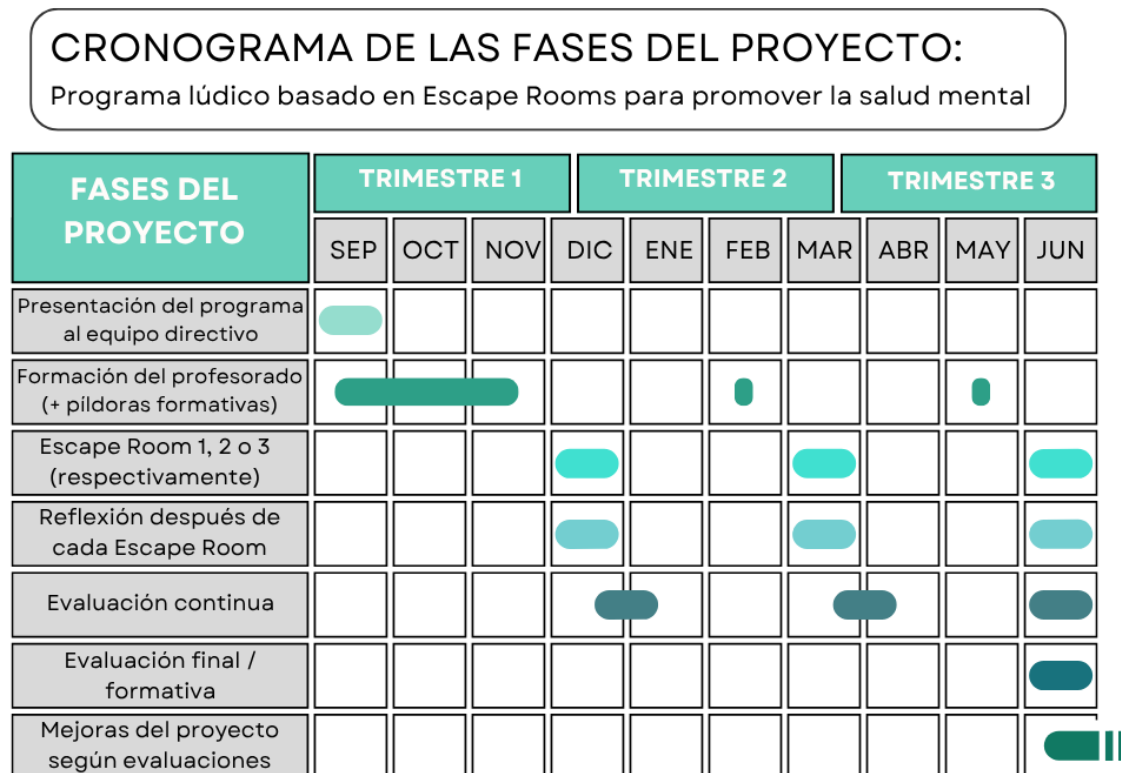 CRONOGRAMA DE LAS FASES DEL PROYECTO:
Programa lúdico basado en Escape Rooms para promover la salud mental
FASES DEL
PROYECTO
TRIMESTRE 1
TRIMESTRE 2
TRIMESTRE 3
SEP
OCT
NOV
DIC
ENE
FEB
MAR
ABR
MAY
JUN
Presentación del programa
al equipo directivo
Formación del profesorado
(+ píldoras formativas)
Escape Room 1, 2 o 3
(respectivamente)
Reflexión después de
cada Escape Room
Evaluación continua
Evaluación final /
formativa
Mejoras del proyecto
según evaluaciones